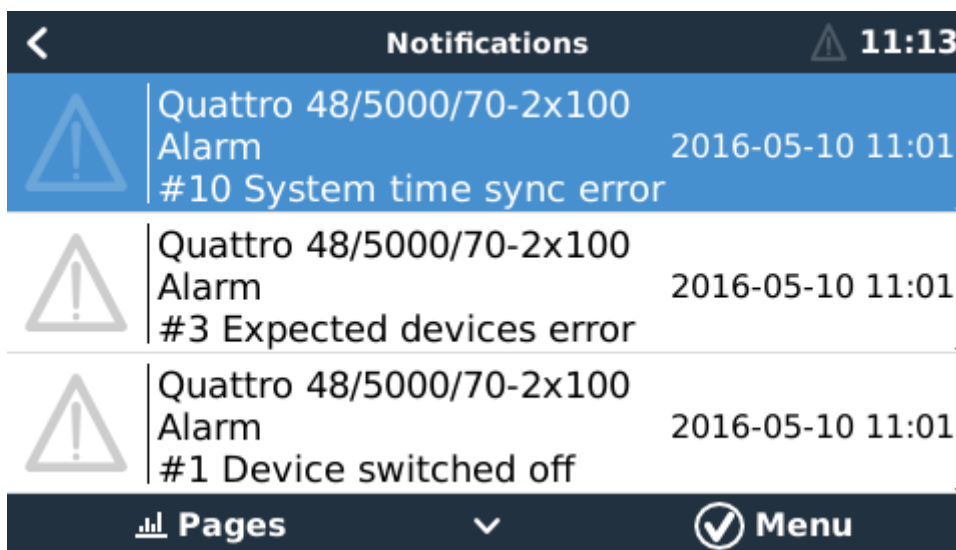 Notifications 11:13
Quattro 48/5000/70-2x100
Alarm 2016-05-10 11:01
#10 System time sync error
Quattro 48/5000/70-2x100
Alarm 2016-05-10 11:01
#3 Expected devices error
Quattro 48/5000/70-2x100
Alarm 2016-05-10 11:01
#1 Device switched off
Pages Menu